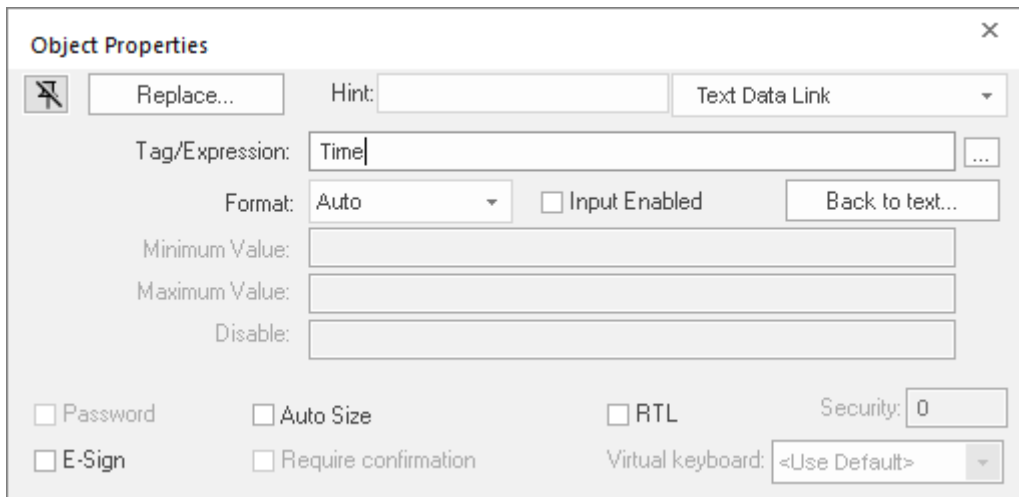 Object Properties
Replace... Hint: Text Data Link
Tag/Expression: Time ...
Format: Auto Input Enabled Back to text...
Minimum Value:
Maximum Value:
Disable:
Password Auto Size RTL Security: 0
E-Sign Require confirmation Virtual keyboard: <Use Default>